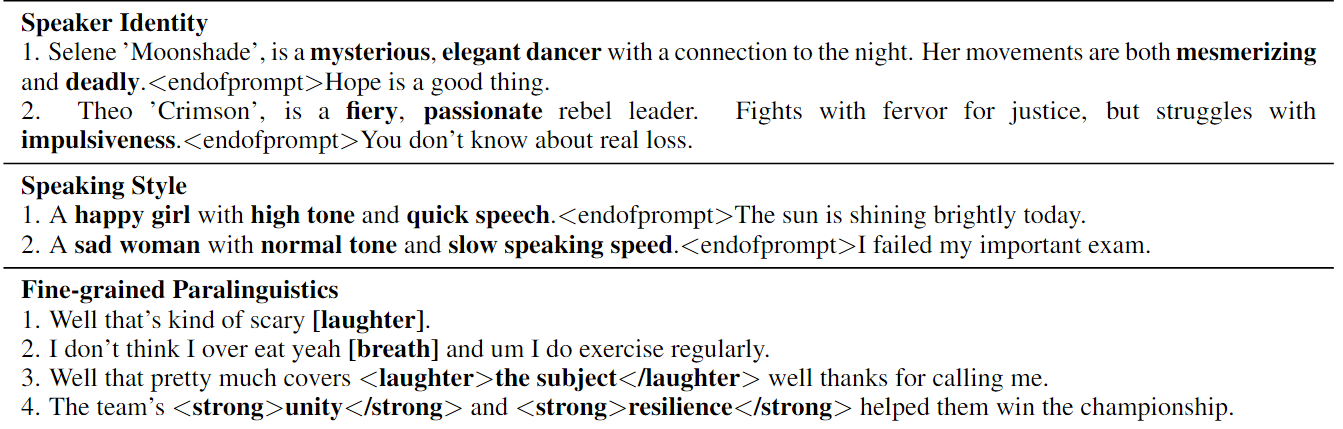 Speaker Identity
1. Selene ’Moonshade’, is a mysterious, elegant dancer with a connection to the night. Her movements are both mesmerizing
and deadly.<endofprompt>Hope is a good thing.
2. Theo ’Crimson’, is a fiery, passionate rebel leader. Fights with fervor for justice, but struggles with
impulsiveness.<endofprompt>You don’t know about real loss.
Speaking Style
1. A happy girl with high tone and quick speech.<endofprompt>The sun is shining brightly today.
2. A sad woman with normal tone and slow speaking speed.<endofprompt>I failed my important exam.
Fine-grained Paralinguistics
1. Well that’s kind of scary [laughter].
2. I don’t think I over eat yeah [breath] and um I do exercise regularly.
3. Well that pretty much covers <laughter>the subject</laughter> well thanks for calling me.
4. The team’s <strong>unity</strong> and <strong>resilience</strong> helped them win the championship.